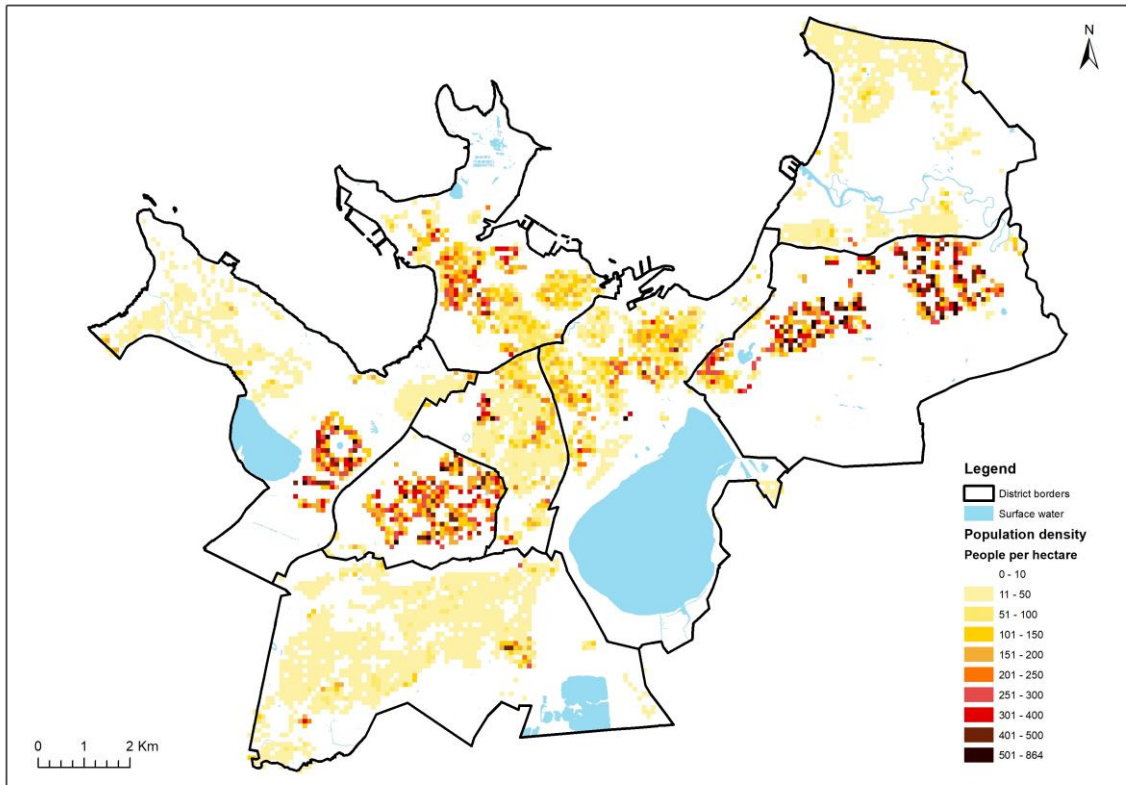 N
Legend
District borders
Surface water
Population density
People per hectare
0 - 10
11 - 50
51 - 100
101 - 150
151 - 200
201 - 250
251 - 300
301 - 400
401 - 500
501 - 864
0 1 2 Km